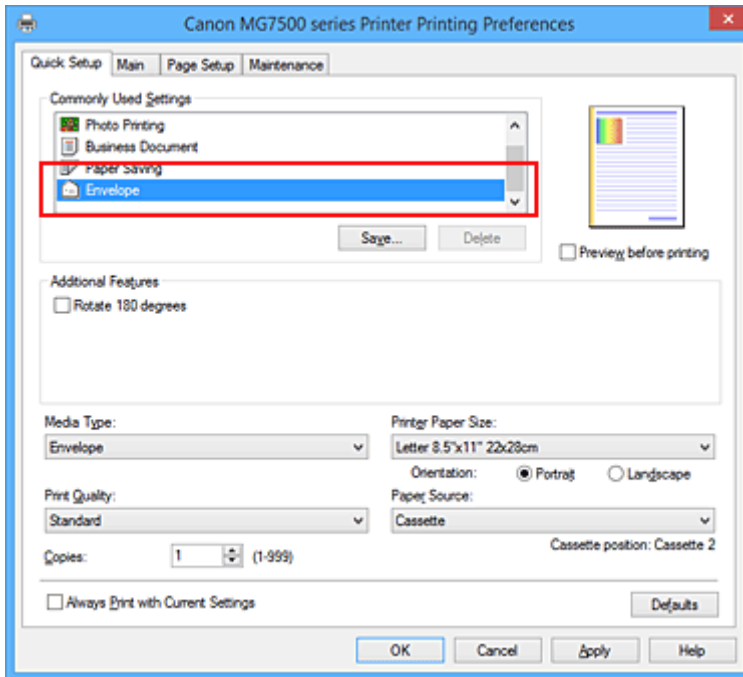 Canon MG7500 series Printer Printing Preferences
Quick Setup Main Page Setup Maintenance
Commonly Used Settings
Photo Printing
Business Document
Paper Saving
Envelope
Save... Delete
Preview before printing
Additional Features
Rotate 180 degrees
Media Type: Printer Paper Size:
Envelope Letter 8.5"x11" 22x28cm
Orientation: Portrait Landscape
Print Quality: Paper Source:
Standard Cassette
Cassette position: Cassette 2
Copies: 1 (1-999)
Always Print with Current Settings Defaults
OK Cancel Apply Help